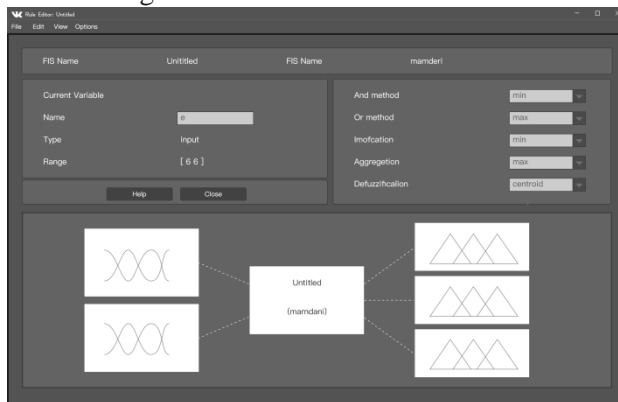 Rule Editor: Untitled
File Edit View Options
FIS Name Unititled FIS Name mamderi
Current Variable
Name e
Type Input
Range [ 6 6 ]
Help Close
And method min
Or method max
Imofcation min
Aggregetion max
Defuzzificalion centroid
Untitled
(mamdani)